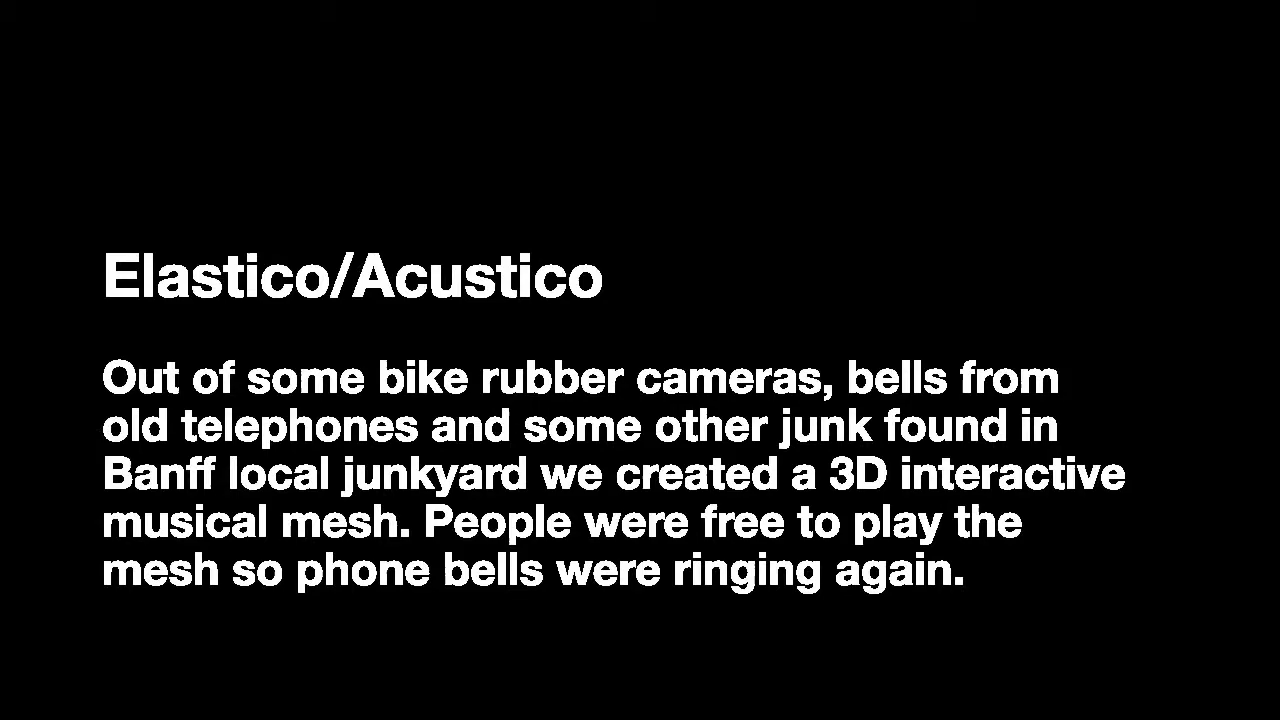 Elastico/Acustico
Out of some bike rubber cameras, bells from
old telephones and some other junk found in
Banff local junkyard we created a 3D interactive
musical mesh. People were free to play the
mesh so phone bells were ringing again.